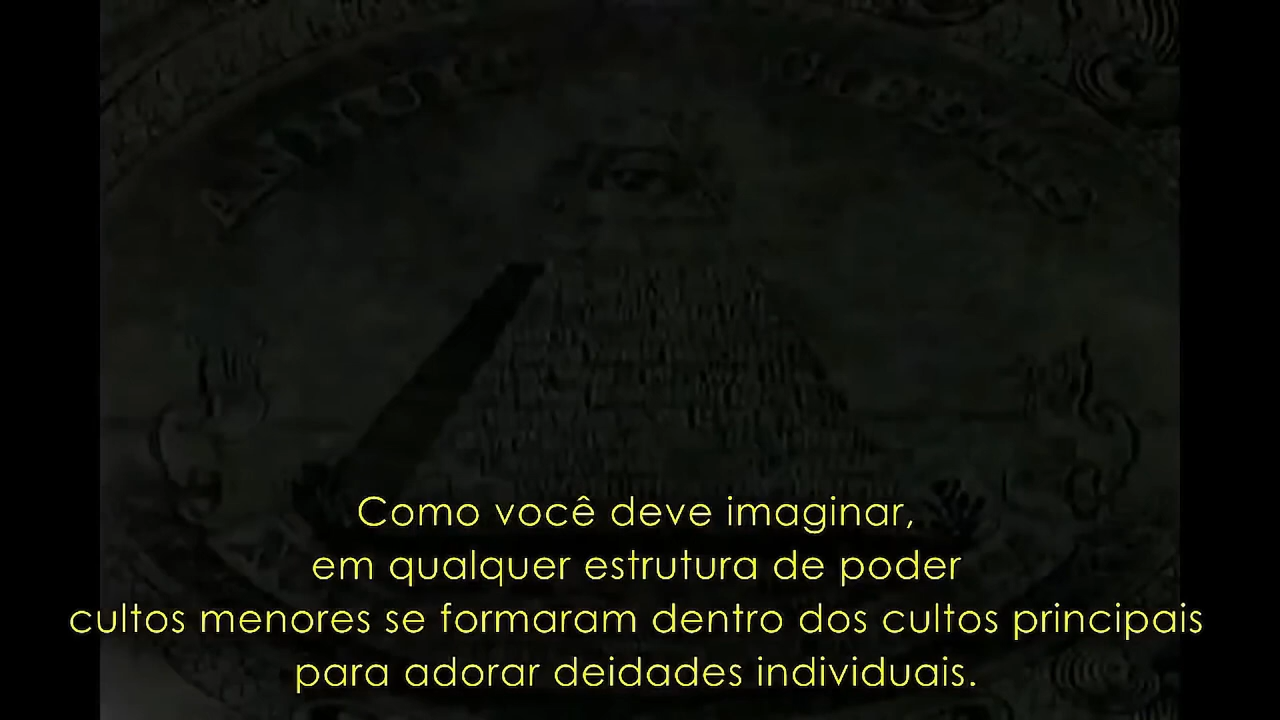 Como você deve imaginar,
em qualquer estrutura de poder
cultos menores se formaram dentro dos cultos principais
para adorar deidades individuais.